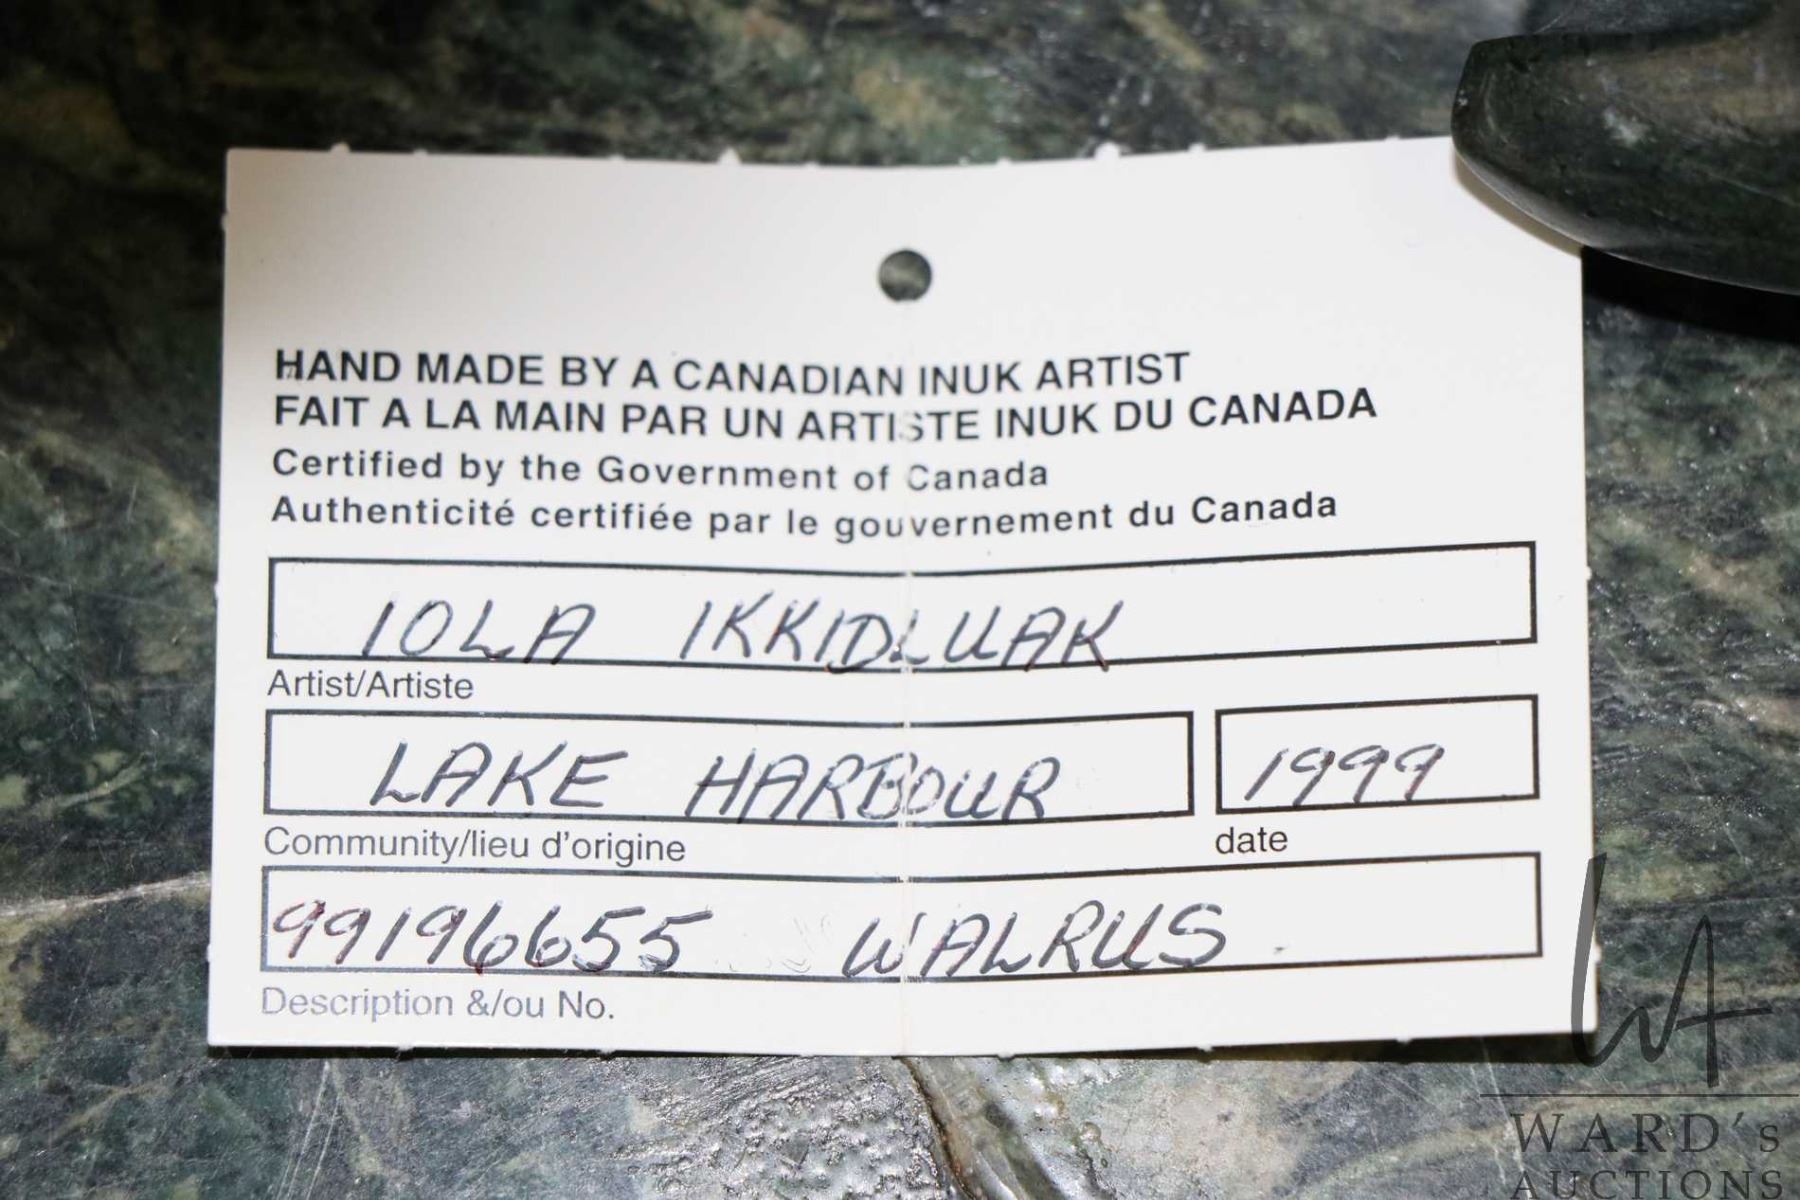 HAND MADE BY A CANADIAN INUK ARTIST
FAIT A LA MAIN PAR UN ARTISTE INUK DU CANADA
Certified by the Government of Canada
Authenticité certifiée par le gouvernement du Canada
IOLA IKKIDLUAK
Artist/Artiste
LAKE HARBOUR 1999
Community/lieu d'origine date
99196655 WALRUS
Description &/ou No.
WA
WARD's
AUCTIONS